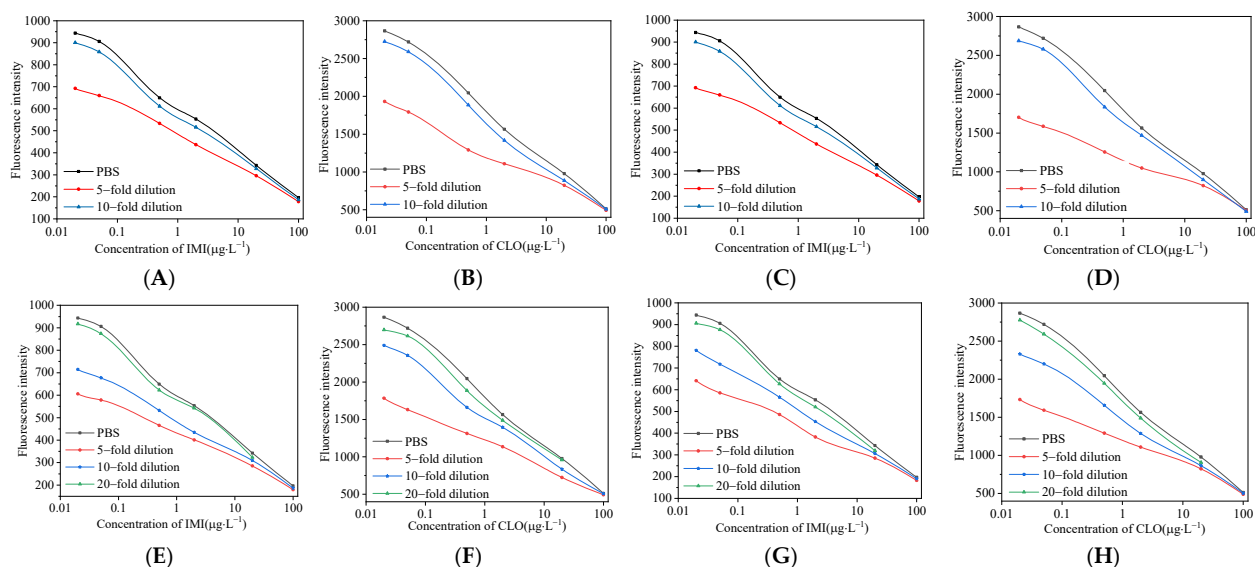 1000
900
800
700
600
500
400
300
200
100
Fluorescence intensity
PBS
5−fold dilution
10−fold dilution
0.01 0.1 1 10 100
Concentration of IMI(μg·L⁻¹)
(A)
3000
2500
2000
1500
1000
500
Fluorescence intensity
PBS
5−fold dilution
10−fold dilution
0.01 0.1 1 10 100
Concentration of CLO(μg·L⁻¹)
(B)
1000
900
800
700
600
500
400
300
200
100
Fluorescence intensity
PBS
5−fold dilution
10−fold dilution
0.01 0.1 1 10 100
Concentration of IMI(μg·L⁻¹)
(C)
3000
2500
2000
1500
1000
500
Fluorescence intensity
PBS
5−fold dilution
10−fold dilution
0.01 0.1 1 10 100
Concentration of CLO(μg·L⁻¹)
(D)
1000
900
800
700
600
500
400
300
200
Fluorescence intensity
PBS
5−fold dilution
10−fold dilution
20−fold dilution
0.01 0.1 1 10 100
Concentration of IMI(μg·L⁻¹)
(E)
3000
2500
2000
1500
1000
500
Fluorescence intensity
PBS
5−fold dilution
10−fold dilution
20−fold dilution
0.01 0.1 1 10 100
Concentration of CLO(μg·L⁻¹)
(F)
1000
900
800
700
600
500
400
300
200
100
Fluorescence intensity
PBS
5−fold dilution
10−fold dilution
20−fold dilution
0.01 0.1 1 10 100
Concentration of IMI(μg·L⁻¹)
(G)
3000
2500
2000
1500
1000
500
Fluorescence intensity
PBS
5−fold dilution
10−fold dilution
20−fold dilution
0.01 0.1 1 10 100
Concentration of CLO(μg·L⁻¹)
(H)